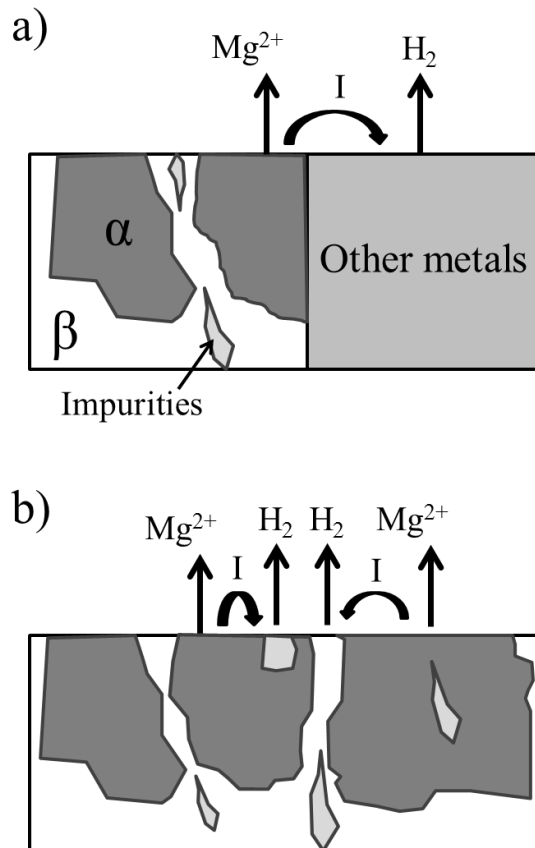 a)
Mg²⁺
H₂
I
α
Other metals
β
Impurities
b)
Mg²⁺
H₂
H₂
Mg²⁺
I
I